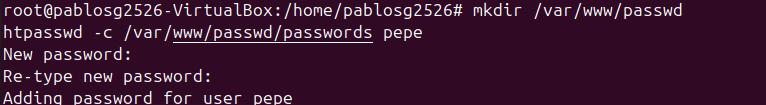 root@pablosg2526-VirtualBox:/home/pablosg2526# mkdir /var/www/passwd
htpasswd -c /var/www/passwd/passwords pepe
New password:
Re-type new password:
Adding password for user pepe